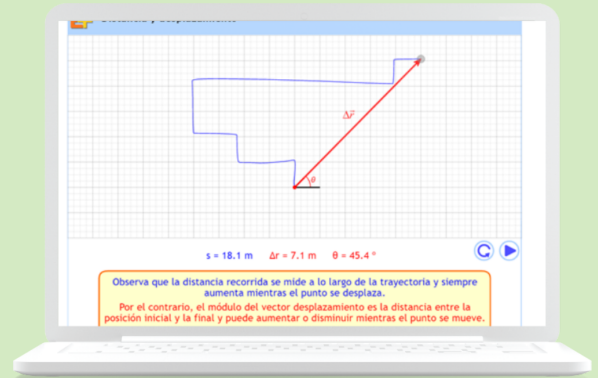 Δr⃗
θ
s = 18.1 m Δr = 7.1 m θ = 45.4 °
Observa que la distancia recorrida se mide a lo largo de la trayectoria y siempre
aumenta mientras el punto se desplaza.
Por el contrario, el módulo del vector desplazamiento es la distancia entre la
posición inicial y la final y puede aumentar o disminuir mientras el punto se mueve.